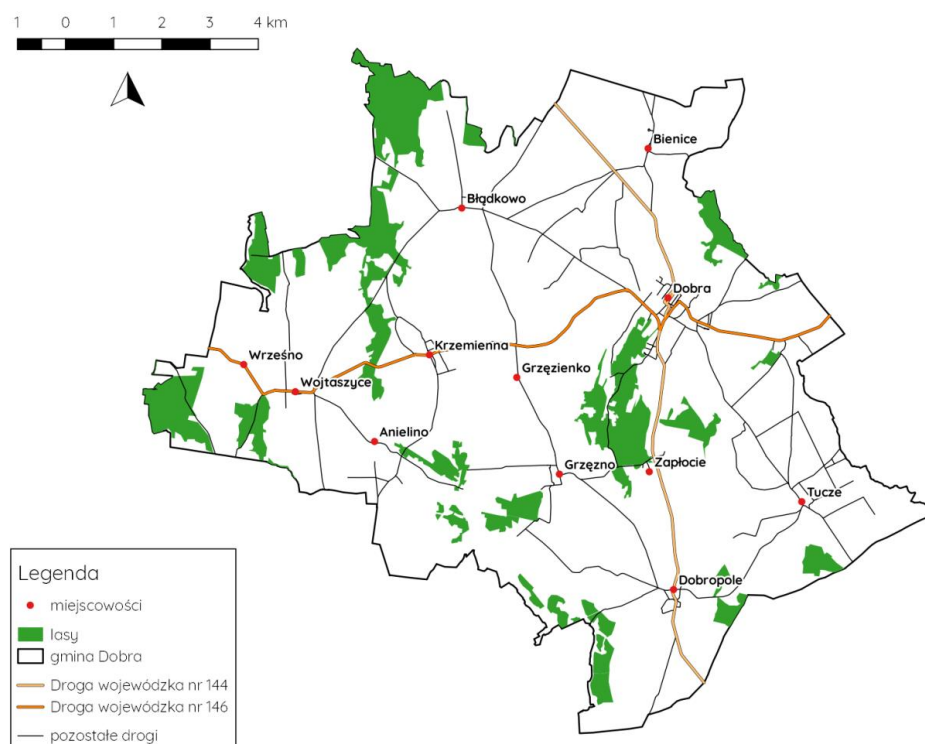 1 0 1 2 3 4 km
Bienice
Błądkowo
Dobra
Krzemienna
Wrześno
Grzęzienko
Wojtaszyce
Anielino
Grzęzno
Zapłocie
Tucze
Dobropole
Legenda
miejscowości
lasy
gmina Dobra
Droga wojewódzka nr 144
Droga wojewódzka nr 146
pozostałe drogi